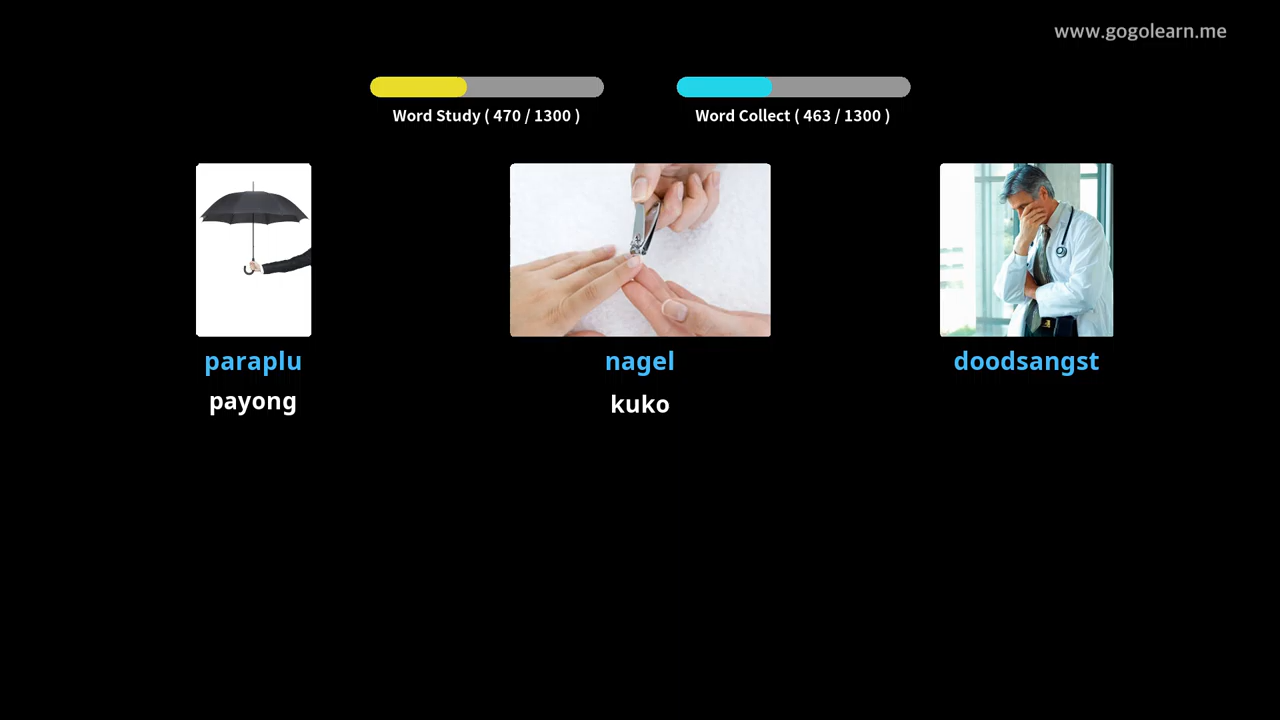 www.gogolearn.me
Word Study ( 470 / 1300 )
Word Collect ( 463 / 1300 )
paraplu
nagel
doodsangst
payong
kuko